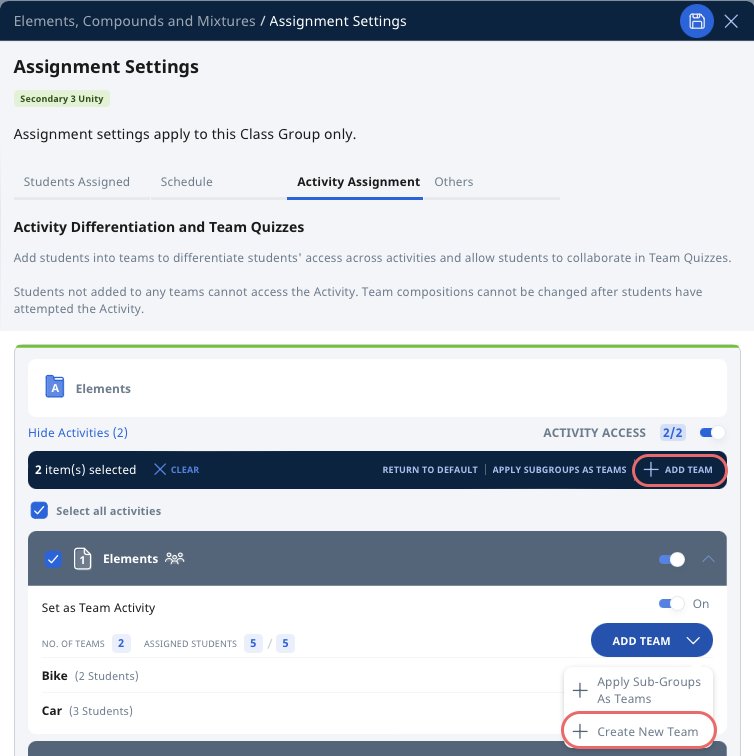 Elements, Compounds and Mixtures / Assignment Settings
Assignment Settings
Secondary 3 Unity
Assignment settings apply to this Class Group only.
Students Assigned Schedule Activity Assignment Others
Activity Differentiation and Team Quizzes
Add students into teams to differentiate students' access across activities and allow students to collaborate in Team Quizzes.
Students not added to any teams cannot access the Activity. Team compositions cannot be changed after students have
attempted the Activity.
A Elements
Hide Activities (2) ACTIVITY ACCESS 2/2
2 item(s) selected CLEAR RETURN TO DEFAULT APPLY SUBGROUPS AS TEAMS ADD TEAM
Select all activities
1 Elements
Set as Team Activity On
NO. OF TEAMS 2 ASSIGNED STUDENTS 5 / 5 ADD TEAM
Bike (2 Students)
Apply Sub-Groups
As Teams
Car (3 Students)
Create New Team